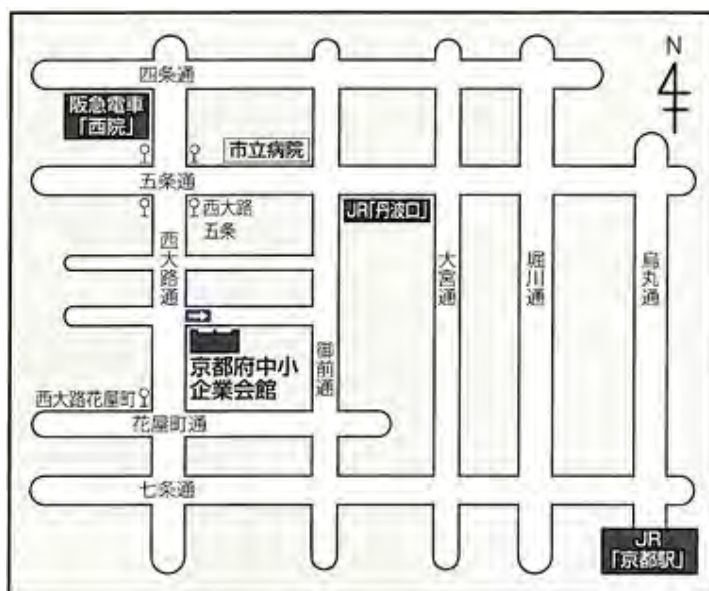 N
四条通
阪急電車
「西院」
市立病院
五条通
西大路
五条
JR「丹波口」
西大路通
大宮通
堀川通
烏丸通
御前通
京都府中小
企業会館
西大路花屋町
花屋町通
七条通
JR
「京都駅」